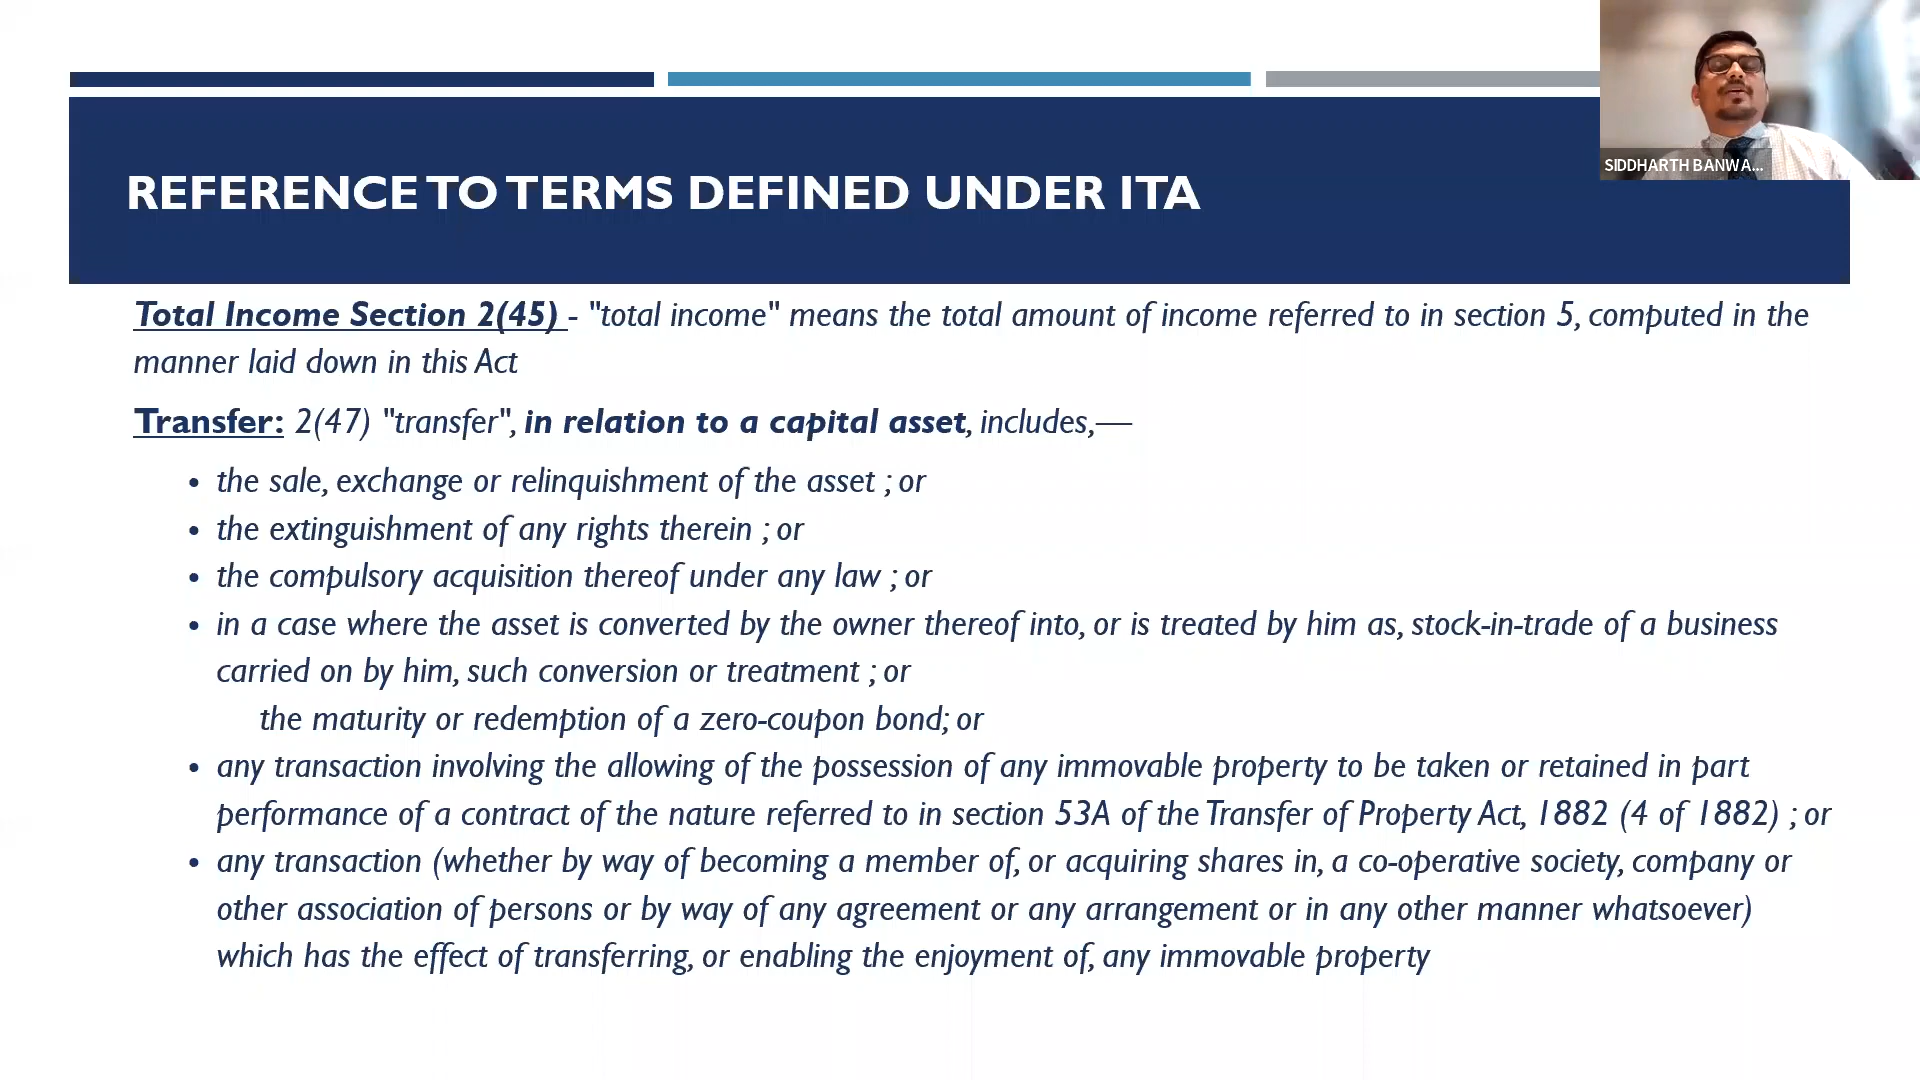 SIDDHARTH BANWA...
REFERENCE TO TERMS DEFINED UNDER ITA
Total Income Section 2(45) - "total income" means the total amount of income referred to in section 5, computed in the
manner laid down in this Act
Transfer: 2(47) "transfer", in relation to a capital asset, includes,—
• the sale, exchange or relinquishment of the asset ; or
• the extinguishment of any rights therein ; or
• the compulsory acquisition thereof under any law ; or
• in a case where the asset is converted by the owner thereof into, or is treated by him as, stock-in-trade of a business
carried on by him, such conversion or treatment ; or
the maturity or redemption of a zero-coupon bond; or
• any transaction involving the allowing of the possession of any immovable property to be taken or retained in part
performance of a contract of the nature referred to in section 53A of the Transfer of Property Act, 1882 (4 of 1882) ; or
• any transaction (whether by way of becoming a member of, or acquiring shares in, a co-operative society, company or
other association of persons or by way of any agreement or any arrangement or in any other manner whatsoever)
which has the effect of transferring, or enabling the enjoyment of, any immovable property